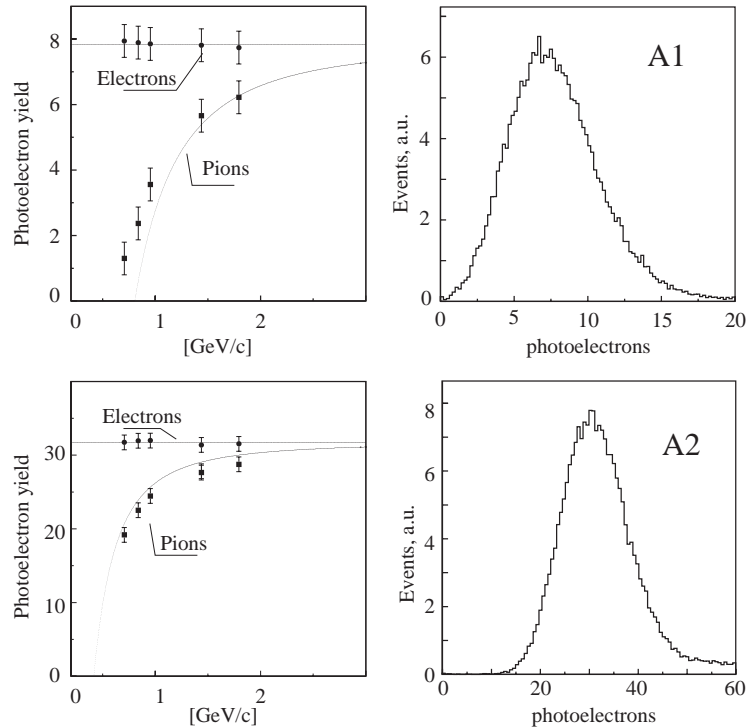 8
6
4
2
0
Photoelectron yield
Electrons
Pions
0
1
2
[GeV/c]
A1
6
4
2
0
Events, a.u.
0
5
10
15
20
photoelectrons
30
20
10
0
Photoelectron yield
Electrons
Pions
0
1
2
[GeV/c]
A2
8
6
4
2
0
Events, a.u.
0
20
40
60
photoelectrons